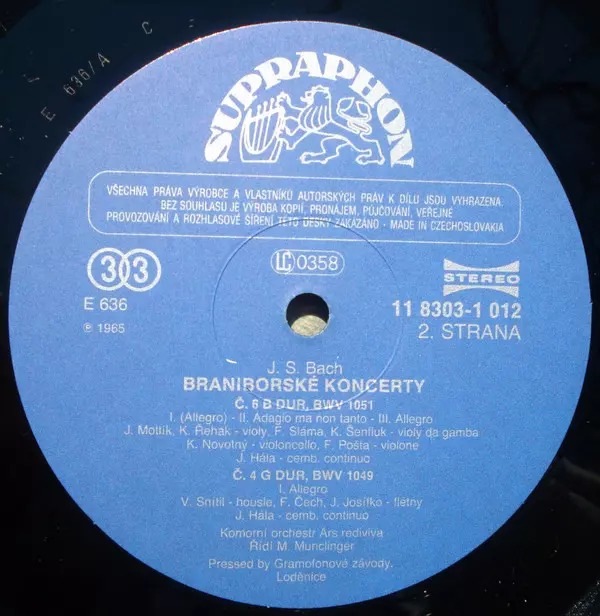 E 636/A C
SUPRAPHON
VŠECHNA PRÁVA VÝROBCE A VLASTNÍKŮ AUTORSKÝCH PRÁV K DÍLU JSOU VYHRAZENA.
BEZ SOUHLASU JE VÝROBA KOPIÍ, PRONÁJEM, PŮJČOVÁNÍ, VEŘEJNÉ
PROVOZOVÁNÍ A ROZHLASOVÉ ŠÍŘENÍ TÉTO DESKY ZAKÁZÁNO - MADE IN CZECHOSLOVAKIA
33
LC 0358
STEREO
E 636
11 8303-1 012
℗ 1965
2. STRANA
J. S. Bach
BRANIBORSKÉ KONCERTY
Č. 6 B DUR, BWV 1051
I. (Allegro) - II. Adagio ma non tanto - III. Allegro
J. Motlík, K. Řehák - violy, F. Sláma, K. Šenfluk - violy da gamba
K. Novotný - violoncello, F. Pošta - violone
J. Hála - cemb. continuo
Č. 4 G DUR, BWV 1049
I. Allegro
V. Snítil - housle, F. Čech, J. Josífko - flétny
J. Hála - cemb. continuo
Komorní orchestr Ars rediviva
Řídí M. Munclinger
Pressed by Gramofonové závody,
Loděnice